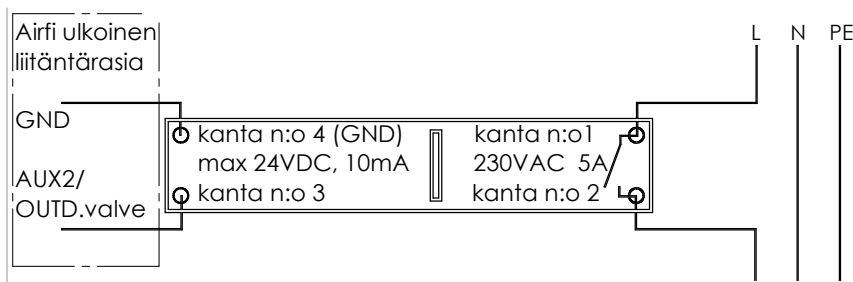 Airfi ulkoinen
liitäntärasia
L N PE
GND
kanta n:o 4 (GND)
max 24VDC, 10mA
kanta n:o 3
kanta n:o1
230VAC 5A
kanta n:o 2
AUX2/
OUTD.valve